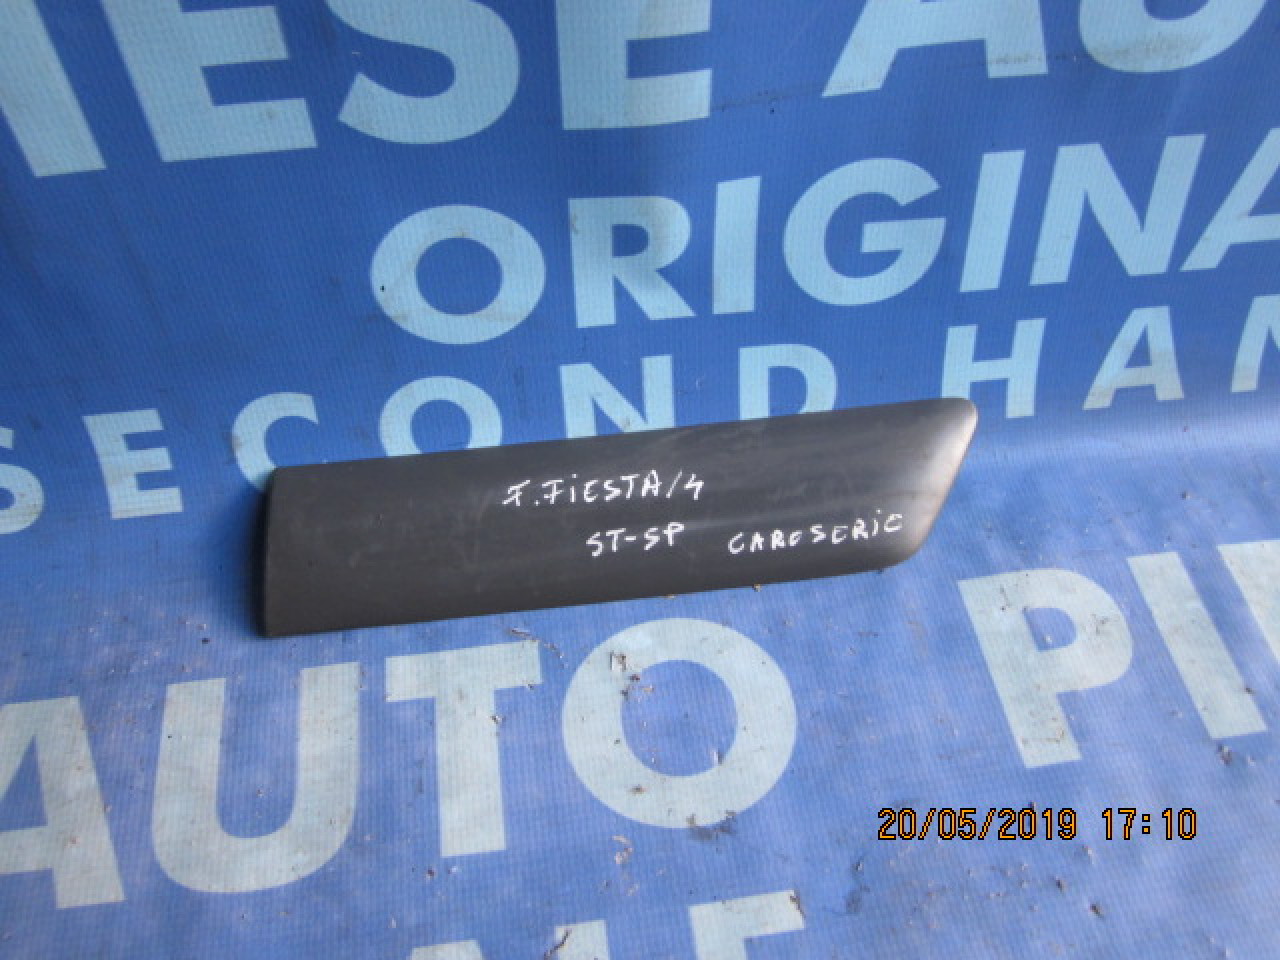 IESE AU
ORIGINA
SECOND HAN
F.FiESTA/4
ST-SP CAROSERIE
AUTO PI
20/05/2019 17:10